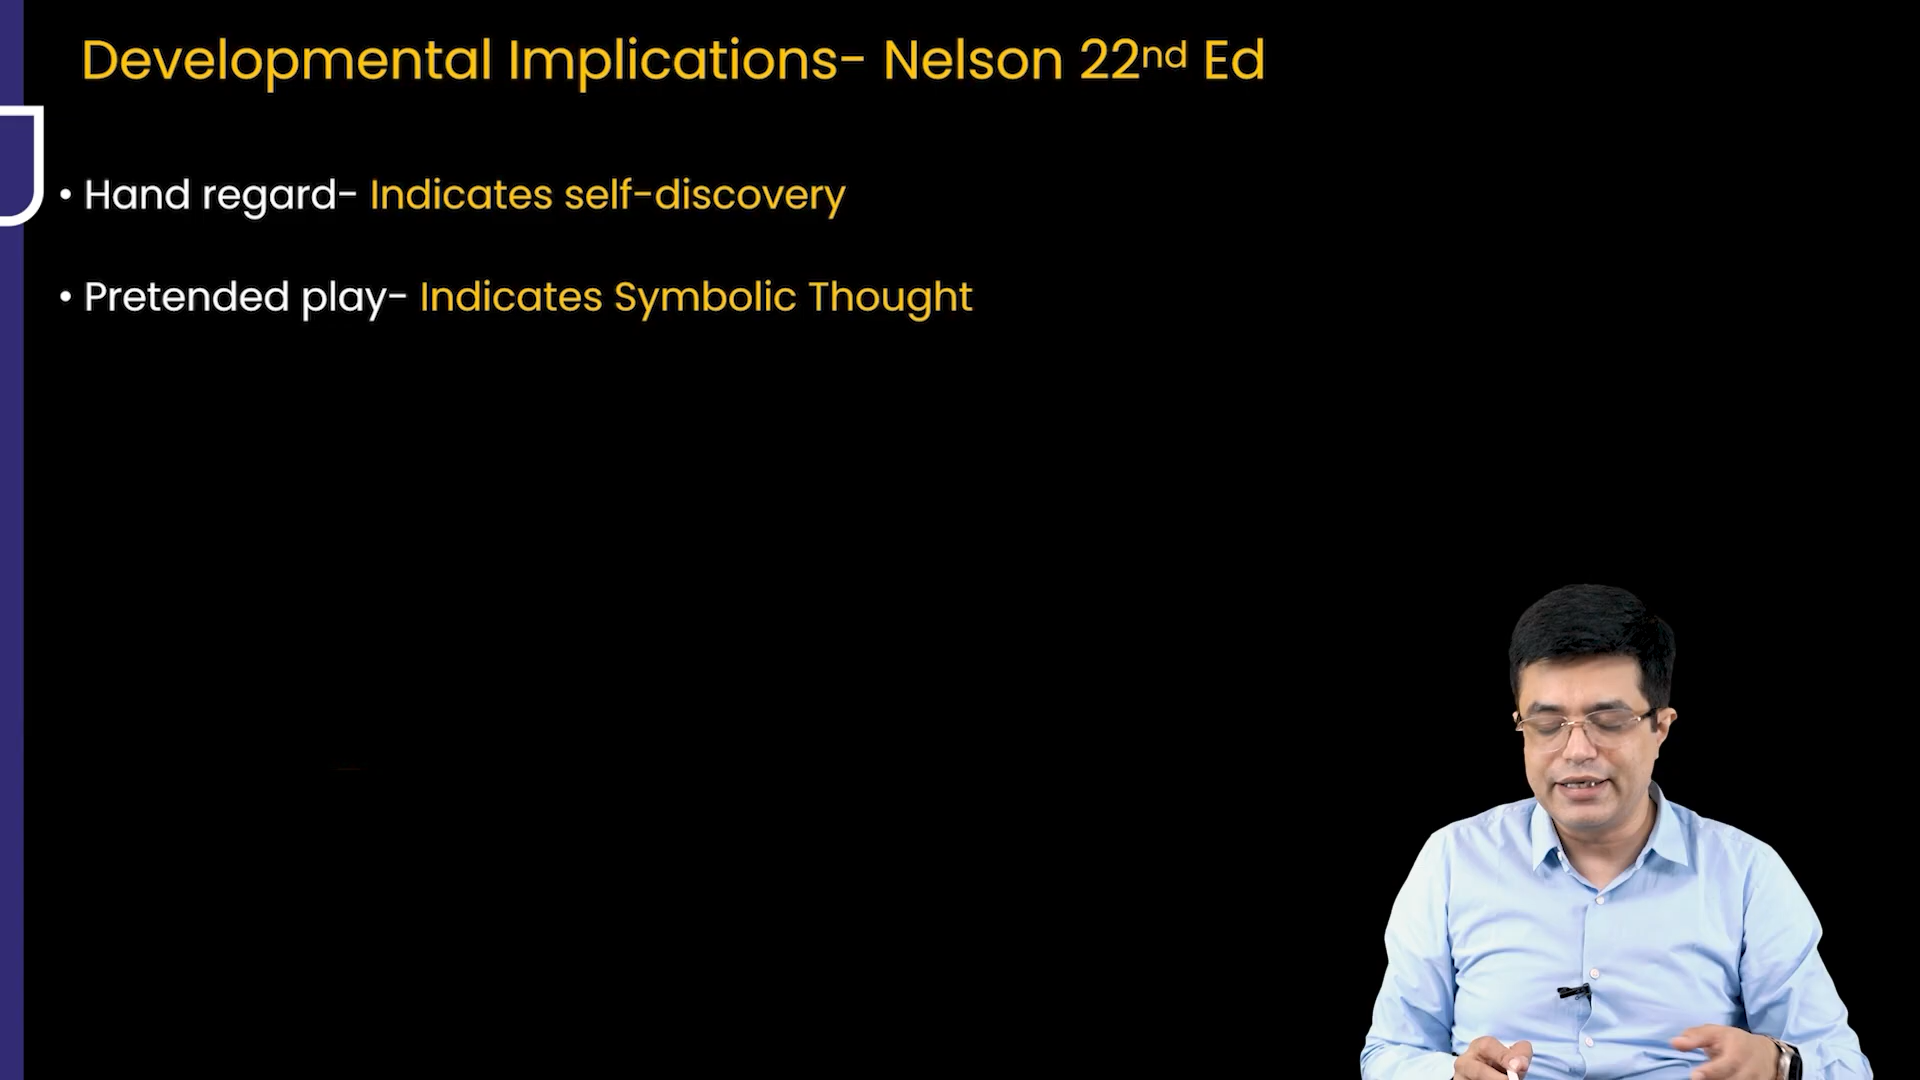 Developmental Implications- Nelson 22nd Ed
• Hand regard- Indicates self-discovery
• Pretended play- Indicates Symbolic Thought